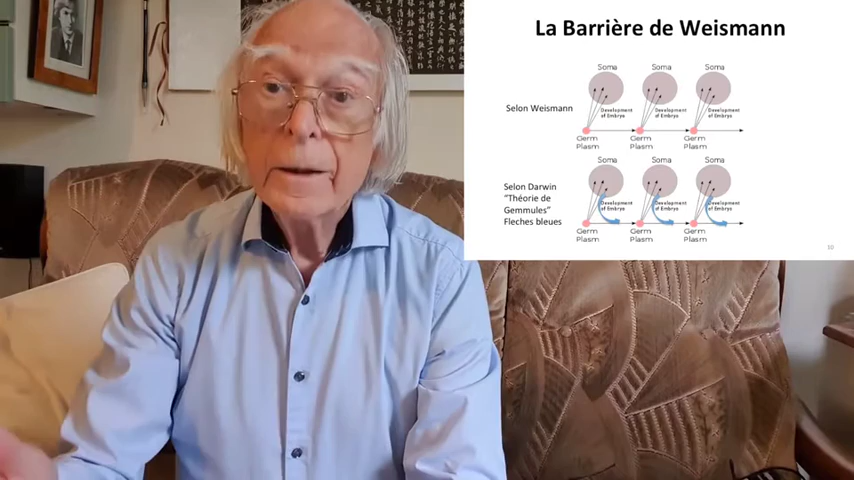 La Barrière de Weismann
Soma Soma Soma
Selon Weismann
Development
of Embryo
Development
of Embryo
Development
of Embryo
Germ
Plasm
Germ
Plasm
Germ
Plasm
Soma Soma Soma
Selon Darwin
"Théorie de
Gemmules"
Fleches bleues
Development
of Embryo
Development
of Embryo
Development
of Embryo
Germ
Plasm
Germ
Plasm
Germ
Plasm
10